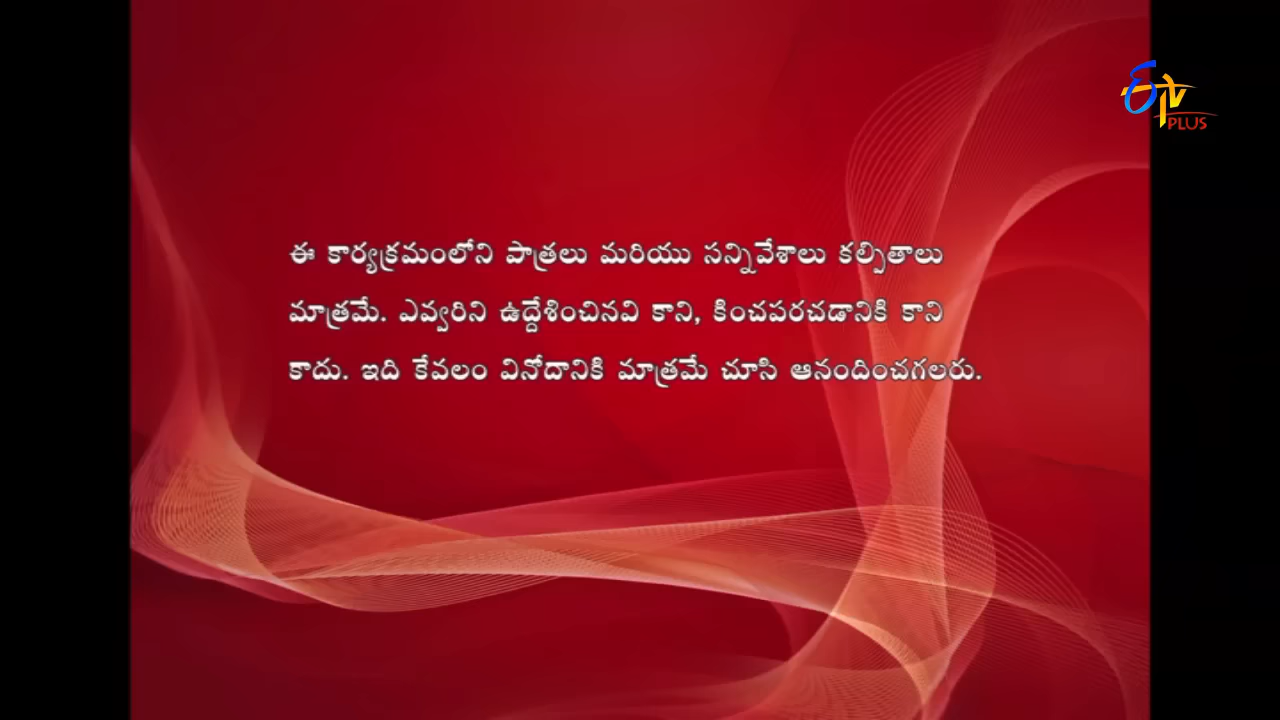 ETV
PLUS
ఈ కార్యక్రమంలోని పాత్రలు మరియు సన్నివేశాలు కల్పితాలు
మాత్రమే. ఎవ్వరిని ఉద్దేశించినవి కాని, కించపరచడానికి కాని
కాదు. ఇది కేవలం వినోదానికి మాత్రమే చూసి ఆనందించగలరు.